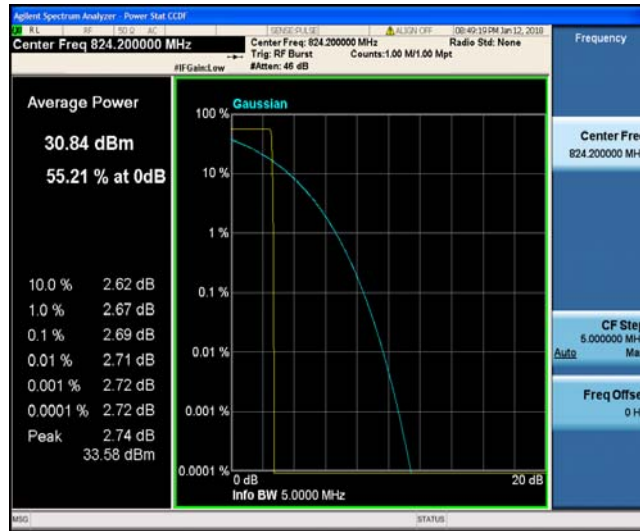 Agilent Spectrum Analyzer - Power Stat CCDF
RL RF 50 Ω AC SENSE:PULSE ALIGN OFF 08:49:19 PM Jan 12, 2018
Center Freq 824.200000 MHz
Center Freq: 824.200000 MHz Radio Std: None
Trig: RF Burst Counts:1.00 M/1.00 Mpt
#IFGain:Low #Atten: 46 dB
Frequency
Average Power
30.84 dBm
55.21 % at 0dB
10.0 % 2.62 dB
1.0 % 2.67 dB
0.1 % 2.69 dB
0.01 % 2.71 dB
0.001 % 2.72 dB
0.0001 % 2.72 dB
Peak 2.74 dB
33.58 dBm
Gaussian
100 %
10 %
1 %
0.1 %
0.01 %
0.001 %
0.0001 %
0 dB 20 dB
Info BW 5.0000 MHz
Center Fre
824.200000 MH
CF Step
5.000000 MH
Auto Ma
Freq Offse
0 H
MSG STATUS